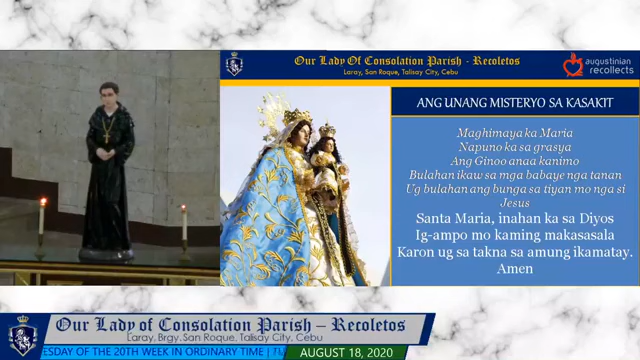 Our Lady Of Consolation Parish - Recoletos
Laray, San Roque, Talisay City, Cebu
augustinian
recollects
ANG UNANG MISTERYO SA KASAKIT
Maghimaya ka Maria
Napuno ka sa grasya
Ang Ginoo anaa kanimo
Bulahan ikaw sa mga babaye nga tanan
Ug bulahan ang bunga sa tiyan mo nga si
Jesus
Santa Maria, inahan ka sa Diyos
Ig-ampo mo kaming makasasala
Karon ug sa takna sa among ikamatay.
Amen
Our Lady of Consolation Parish – Recoletos
Laray, Brgy. San Roque, Talisay City, Cebu
ESDAY OF THE 20TH WEEK IN ORDINARY TIME |
AUGUST 18, 2020